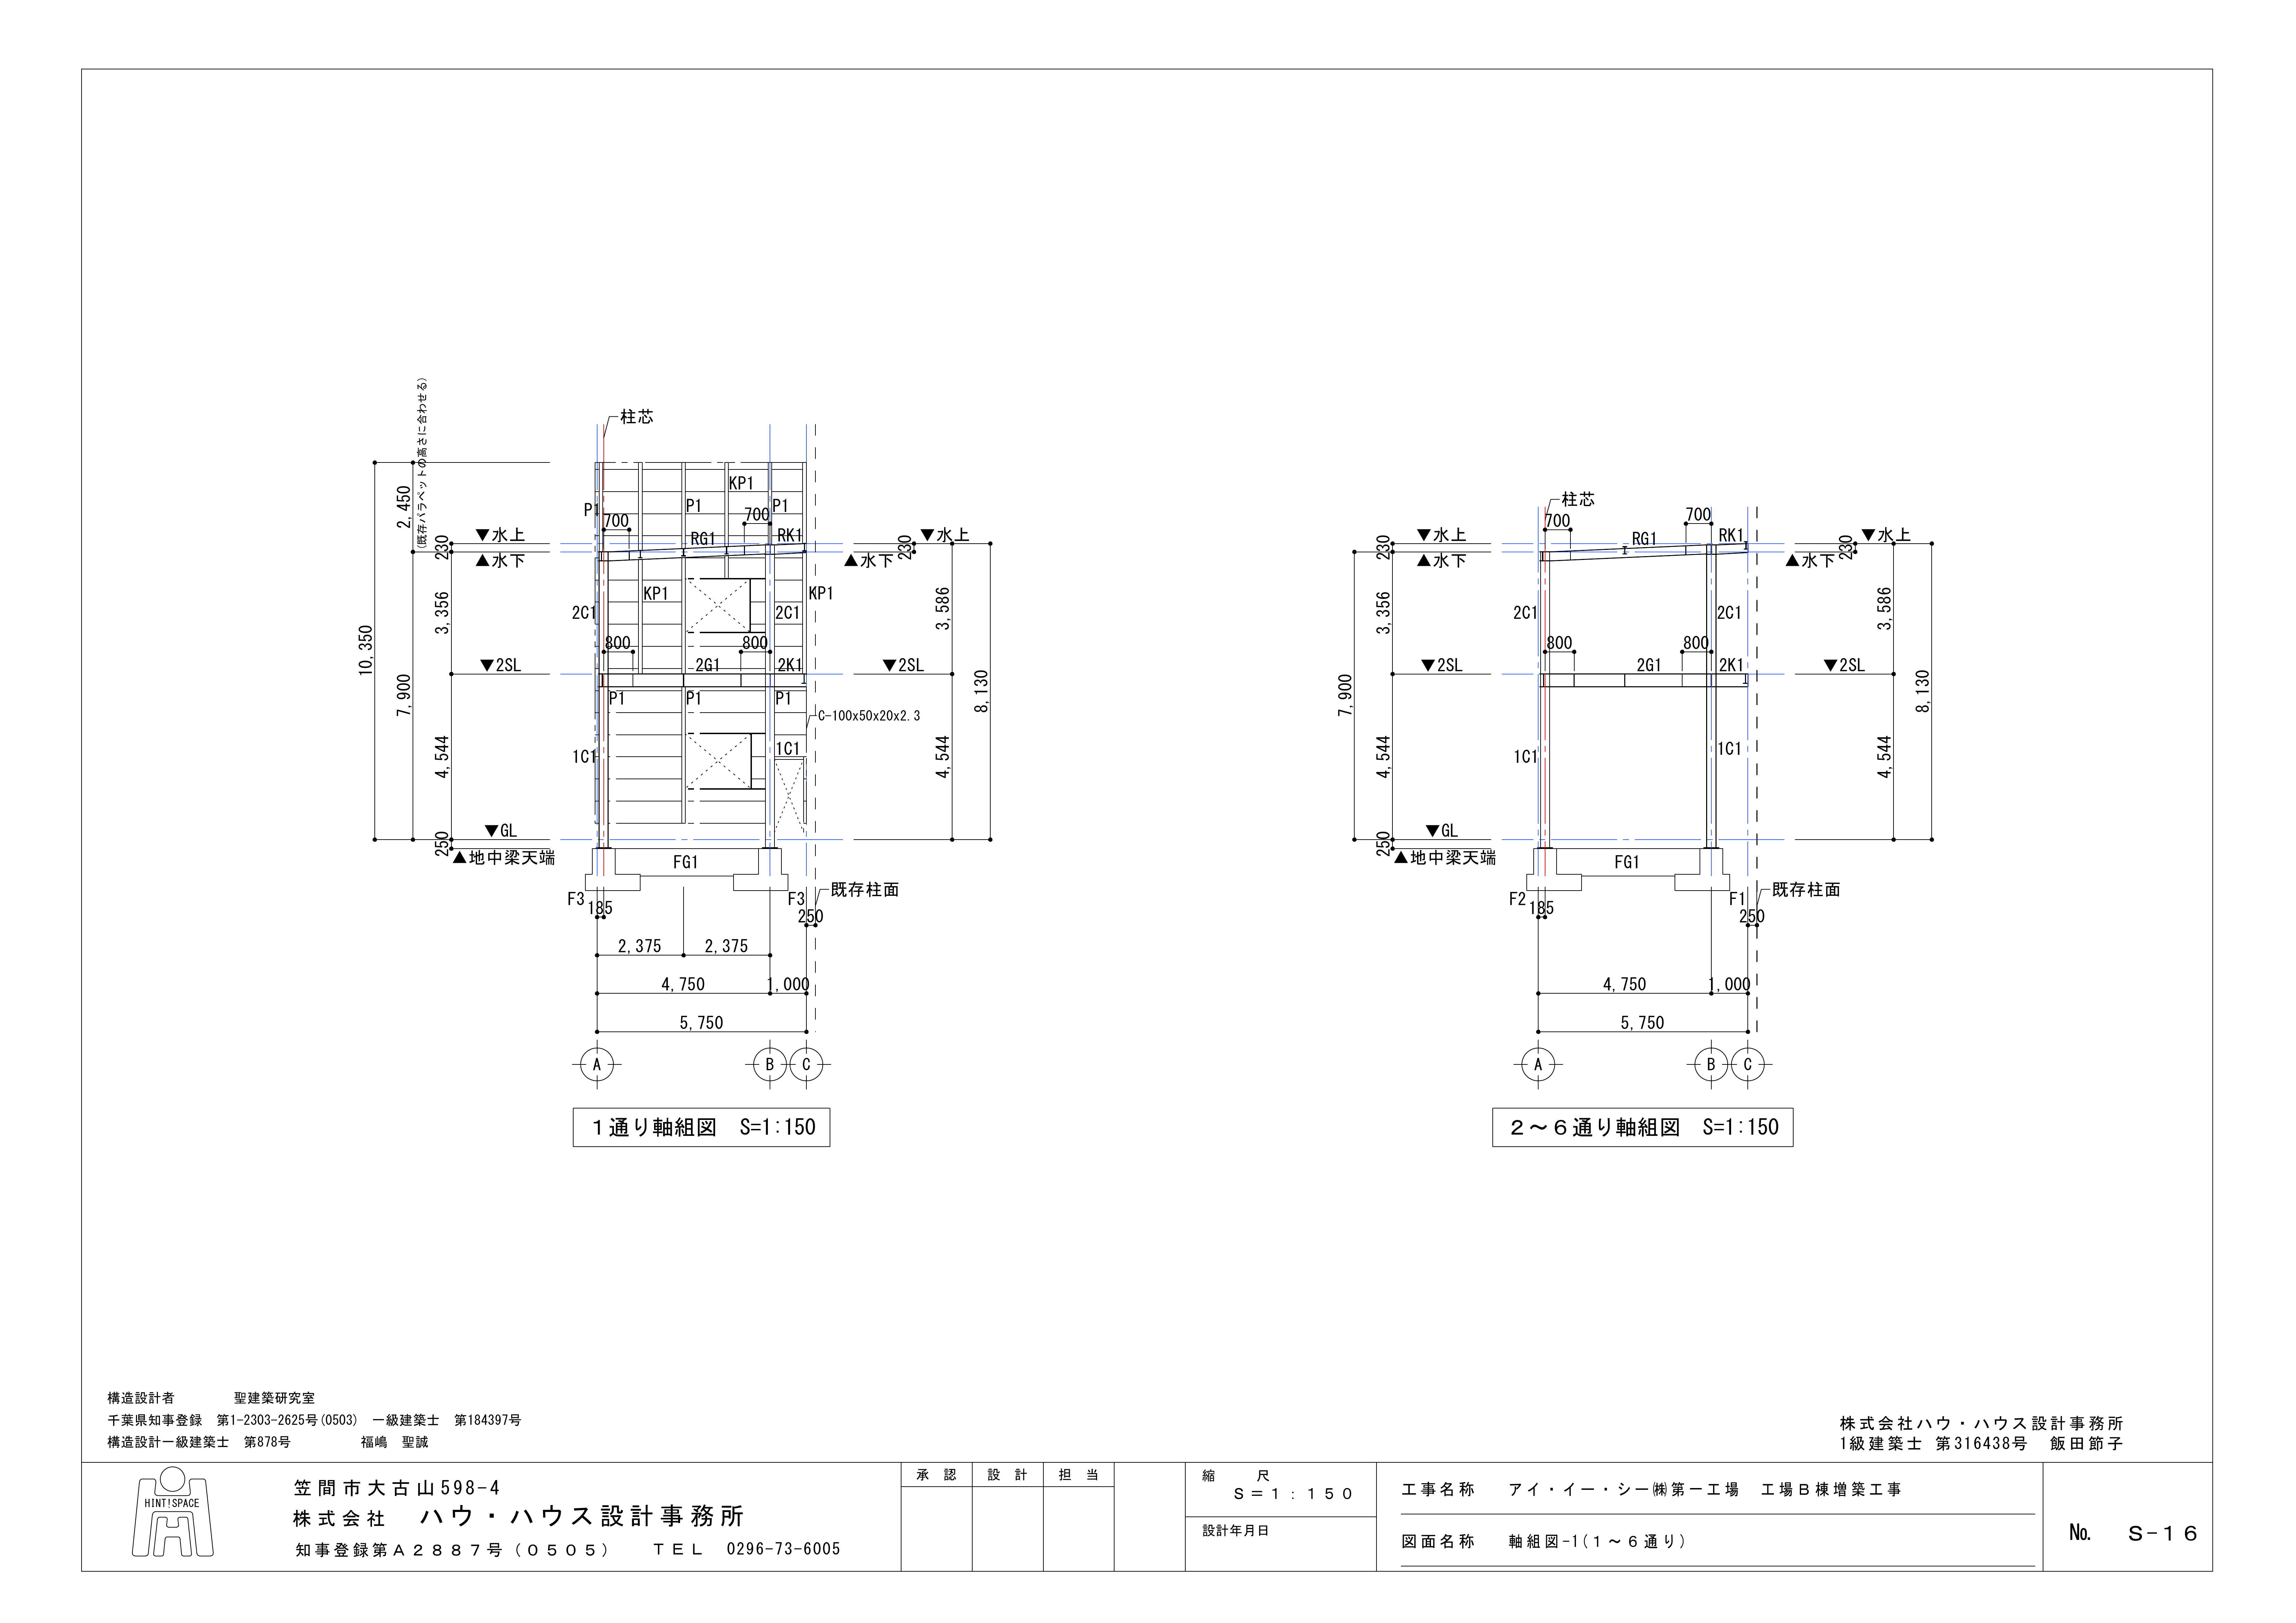 柱芯
(既存パラペットの高さに合わせる)
2,450
KP1
P1
P1
P1
700
700
RG1
RK1
▼水上
▲水下
230
▼水上
▲水下
230
10,350
7,900
3,356
3,586
8,130
2C1
KP1
2C1
KP1
800
800
▼2SL
2G1
2K1
▼2SL
P1
P1
P1
C-100x50x20x2.3
4,544
1C1
1C1
4,544
▼GL
250
▲地中梁天端
FG1
F3
185
F3
250
既存柱面
2,375
2,375
4,750
1,000
5,750
A
B
C
1通り軸組図 S=1:150
柱芯
700
700
RG1
RK1
▼水上
▲水下
230
▼水上
▲水下
230
7,900
3,356
3,586
8,130
2C1
2C1
800
800
▼2SL
2G1
2K1
▼2SL
4,544
1C1
1C1
4,544
▼GL
250
▲地中梁天端
FG1
F2
185
F1
250
既存柱面
4,750
1,000
5,750
A
B
C
2～6通り軸組図 S=1:150
構造設計者 聖建築研究室
千葉県知事登録 第1-2303-2625号(0503) 一級建築士 第184397号
構造設計一級建築士 第878号 福嶋 聖誠
株式会社ハウ・ハウス設計事務所
1級建築士 第316438号 飯田節子
HINT!SPACE
笠間市大古山598-4
株式会社 ハウ・ハウス設計事務所
知事登録第A2887号(0505) TEL 0296-73-6005
承認
設計
担当
縮尺
S=1:150
設計年月日
工事名称 アイ・イー・シー㈱第一工場 工場B棟増築工事
図面名称 軸組図-1(1～6通り)
№ S-16